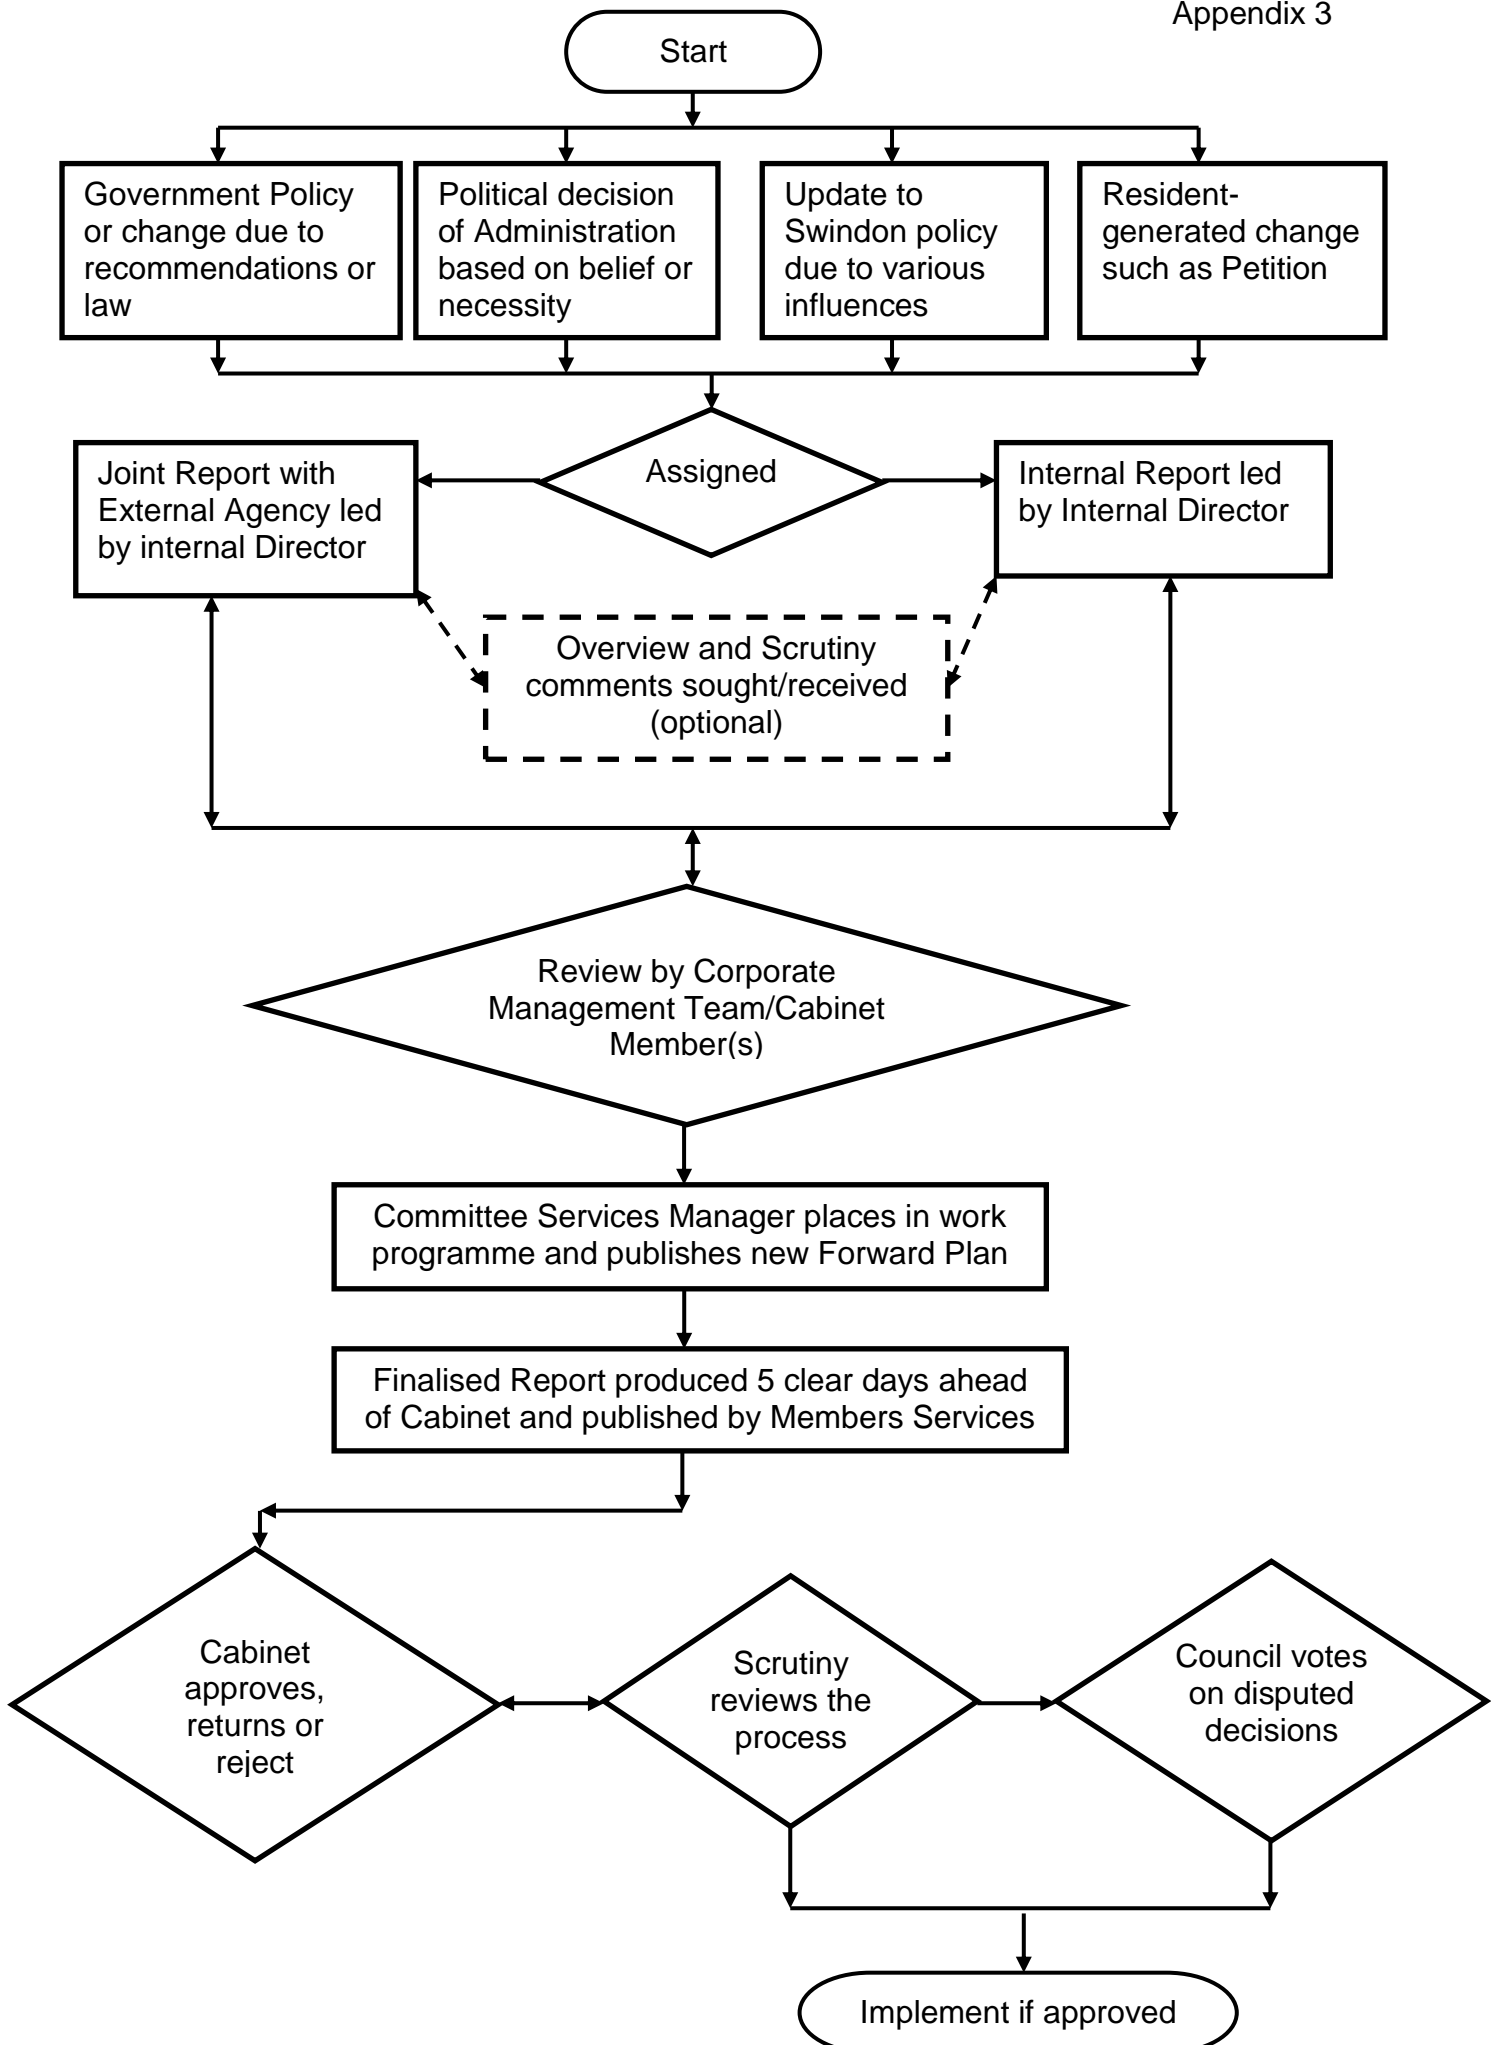 Appendix 3
Start
Government Policy
or change due to
recommendations or
law
Political decision
of Administration
based on belief or
necessity
Update to
Swindon policy
due to various
influences
Resident-
generated change
such as Petition
Assigned
Joint Report with
External Agency led
by internal Director
Internal Report led
by Internal Director
Overview and Scrutiny
comments sought/received
(optional)
Review by Corporate
Management Team/Cabinet
Member(s)
Committee Services Manager places in work
programme and publishes new Forward Plan
Finalised Report produced 5 clear days ahead
of Cabinet and published by Members Services
Cabinet
approves,
returns or
reject
Scrutiny
reviews the
process
Council votes
on disputed
decisions
Implement if approved